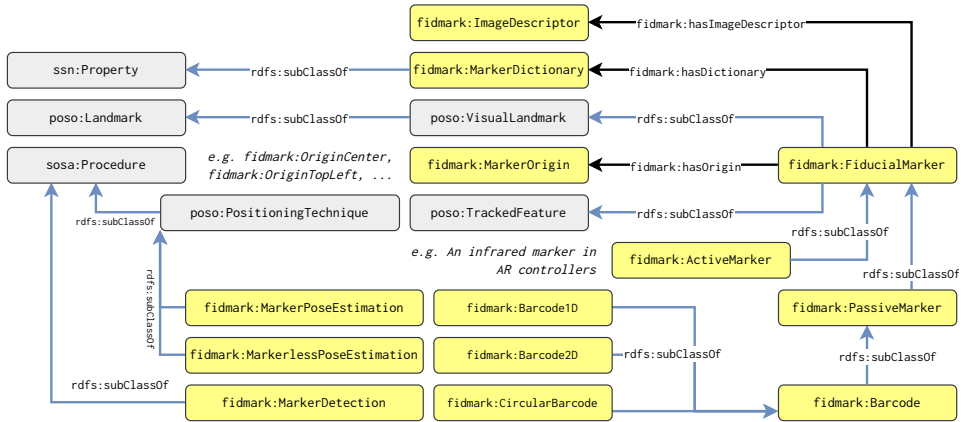 fidmark:ImageDescriptor
fidmark:hasImageDescriptor
ssn:Property
rdfs:subClassOf
fidmark:MarkerDictionary
fidmark:hasDictionary
poso:Landmark
rdfs:subClassOf
poso:VisualLandmark
rdfs:subClassOf
sosa:Procedure
e.g. fidmark:OriginCenter,
fidmark:OriginTopLeft, ...
fidmark:MarkerOrigin
fidmark:hasOrigin
fidmark:FiducialMarker
rdfs:subClassOf
poso:PositioningTechnique
poso:TrackedFeature
rdfs:subClassOf
rdfs:subClassOf
e.g. An infrared marker in
AR controllers
fidmark:ActiveMarker
rdfs:subClassOf
rdfs:subClassOf
fidmark:MarkerPoseEstimation
fidmark:Barcode1D
fidmark:PassiveMarker
fidmark:MarkerlessPoseEstimation
fidmark:Barcode2D
rdfs:subClassOf
rdfs:subClassOf
rdfs:subClassOf
fidmark:MarkerDetection
fidmark:CircularBarcode
fidmark:Barcode